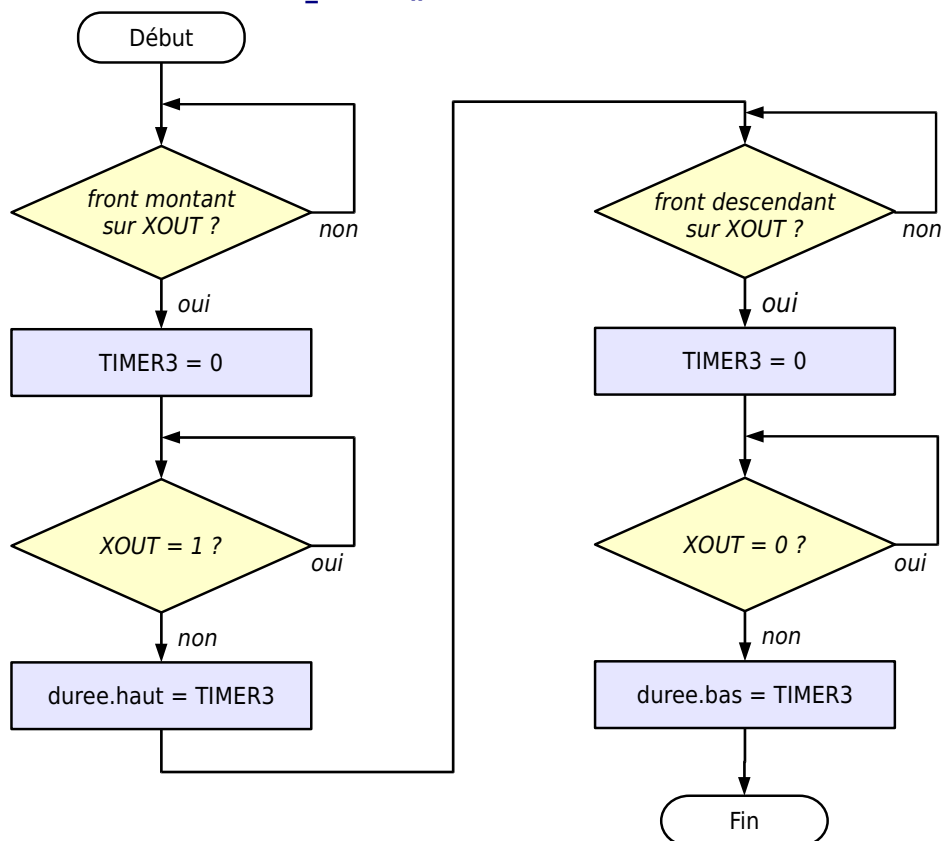 Début
front montant
sur XOUT ?
non
oui
TIMER3 = 0
XOUT = 1 ?
oui
non
duree.haut = TIMER3
front descendant
sur XOUT ?
non
oui
TIMER3 = 0
XOUT = 0 ?
oui
non
duree.bas = TIMER3
Fin